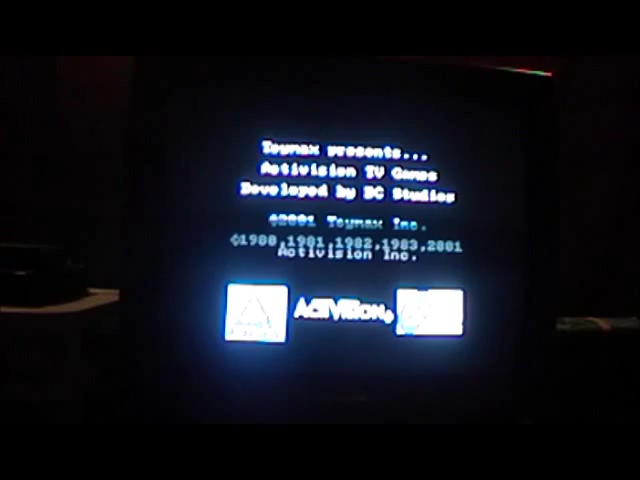 Toymax presents...
Activision TV Games
Developed by DC Studios
©2001 Toymax Inc.
©1980,1981,1982,1983,2001
Activision Inc.
ACTIVISION